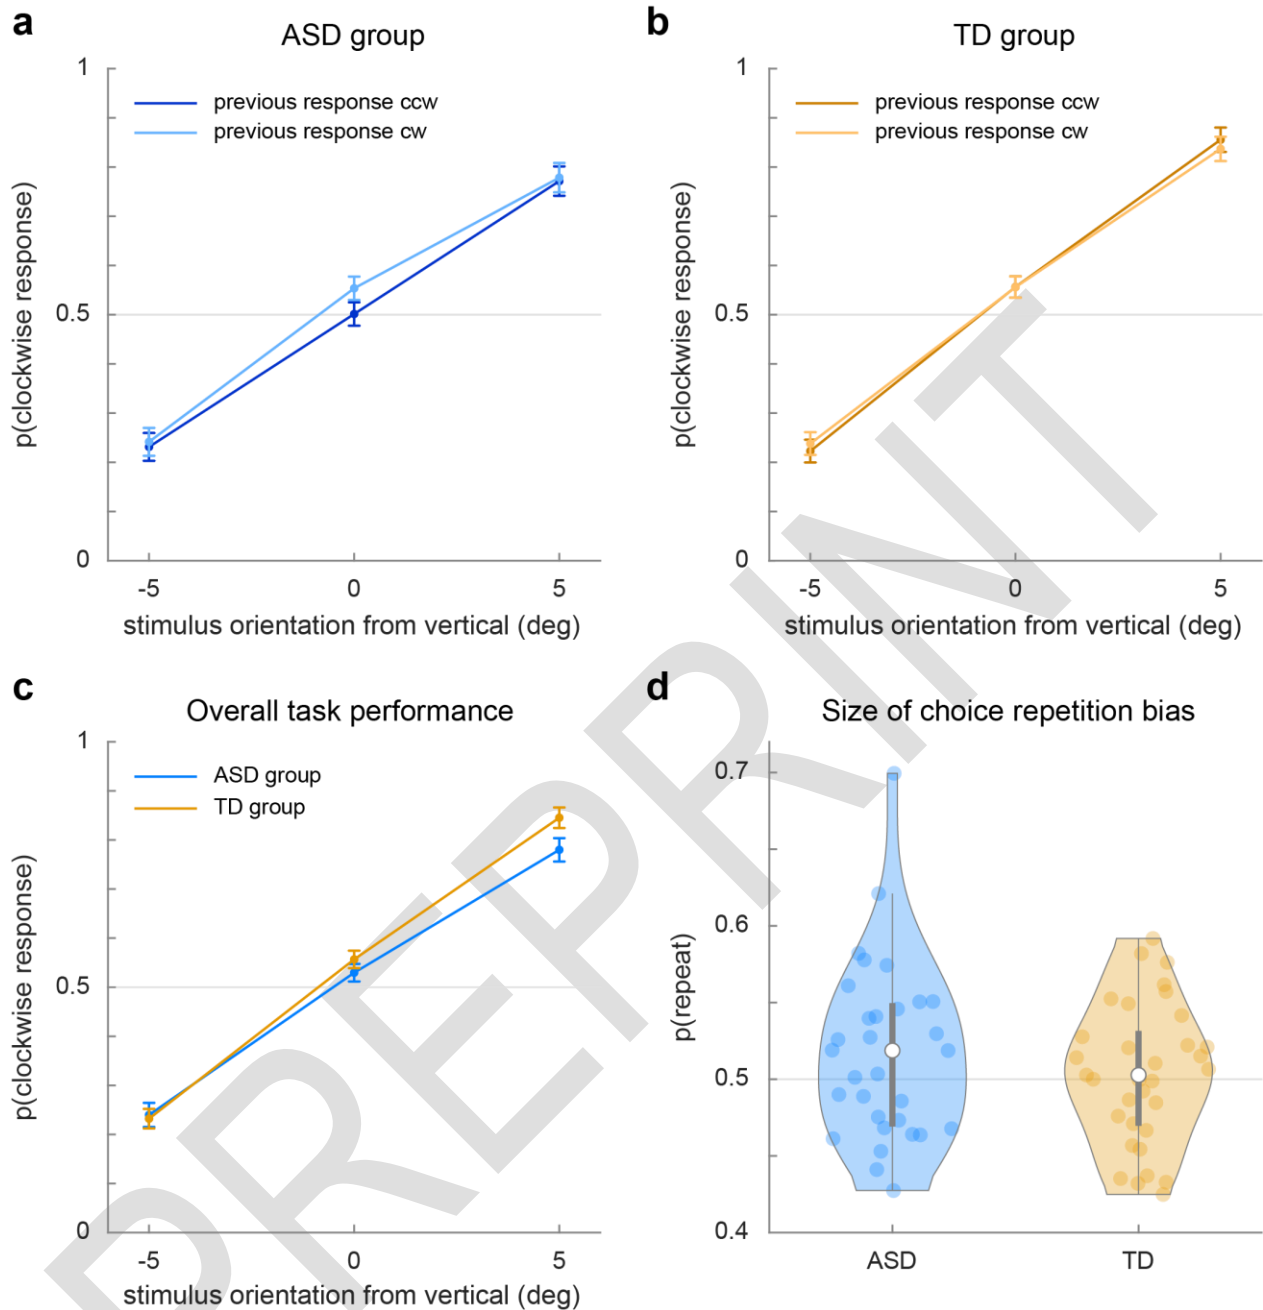 a
ASD group
1
previous response ccw
previous response cw
p(clockwise response)
0.5
0
-5
0
5
stimulus orientation from vertical (deg)
b
TD group
1
previous response ccw
previous response cw
p(clockwise response)
0.5
0
-5
0
5
stimulus orientation from vertical (deg)
c
Overall task performance
1
ASD group
TD group
p(clockwise response)
0.5
0
-5
0
5
stimulus orientation from vertical (deg)
d
Size of choice repetition bias
0.7
0.6
p(repeat)
0.5
0.4
ASD
TD
PREPRINT